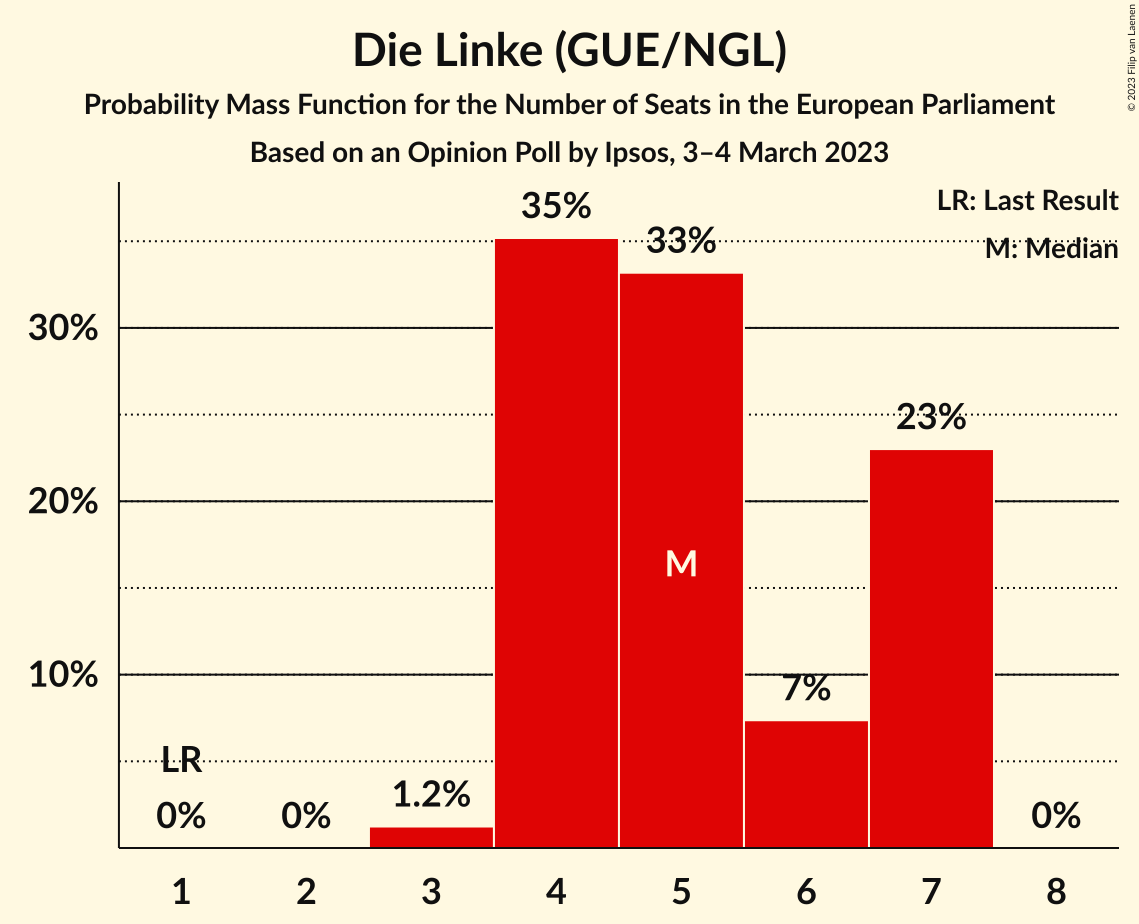 Die Linke (GUE/NGL)
Probability Mass Function for the Number of Seats in the European Parliament
Based on an Opinion Poll by Ipsos, 3–4 March 2023
© 2023 Filip van Laenen
LR: Last Result
M: Median
35%
33%
30%
23%
20%
M
10%
7%
LR
1.2%
0%
0%
0%
1 2 3 4 5 6 7 8